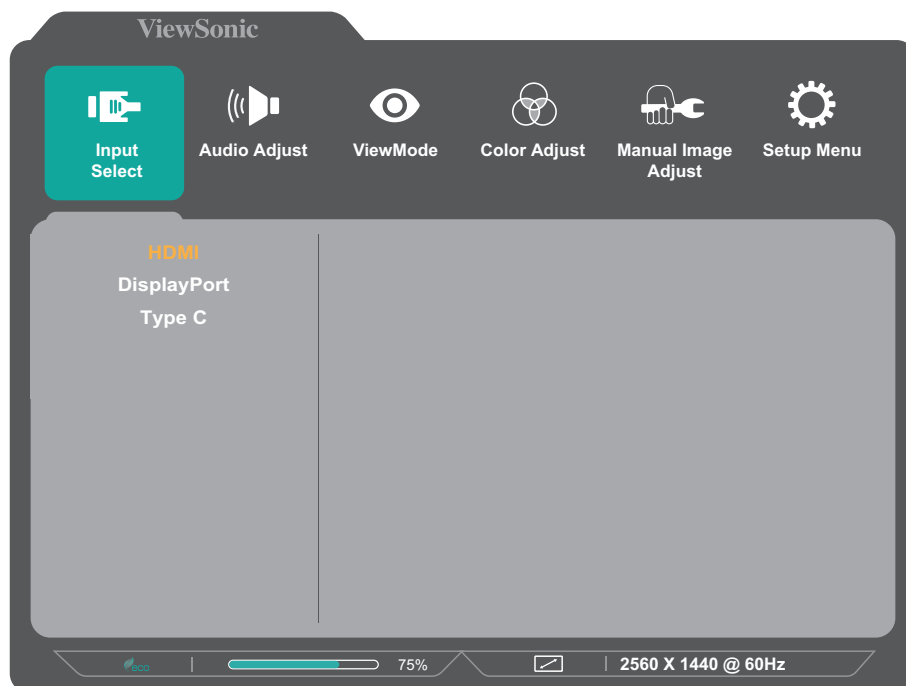 ViewSonic
Input Select
Audio Adjust
ViewMode
Color Adjust
Manual Image Adjust
Setup Menu
HDMI
DisplayPort
Type C
eco
75%
2560 X 1440 @ 60Hz